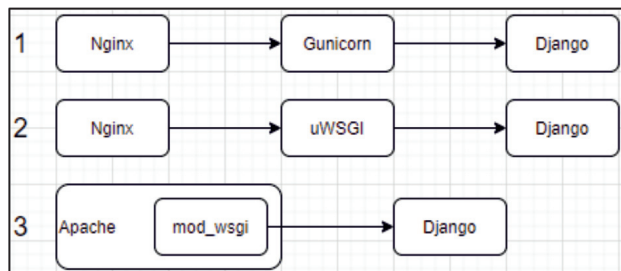 1 Nginx Gunicorn Django
2 Nginx uWSGI Django
3 Apache mod_wsgi Django